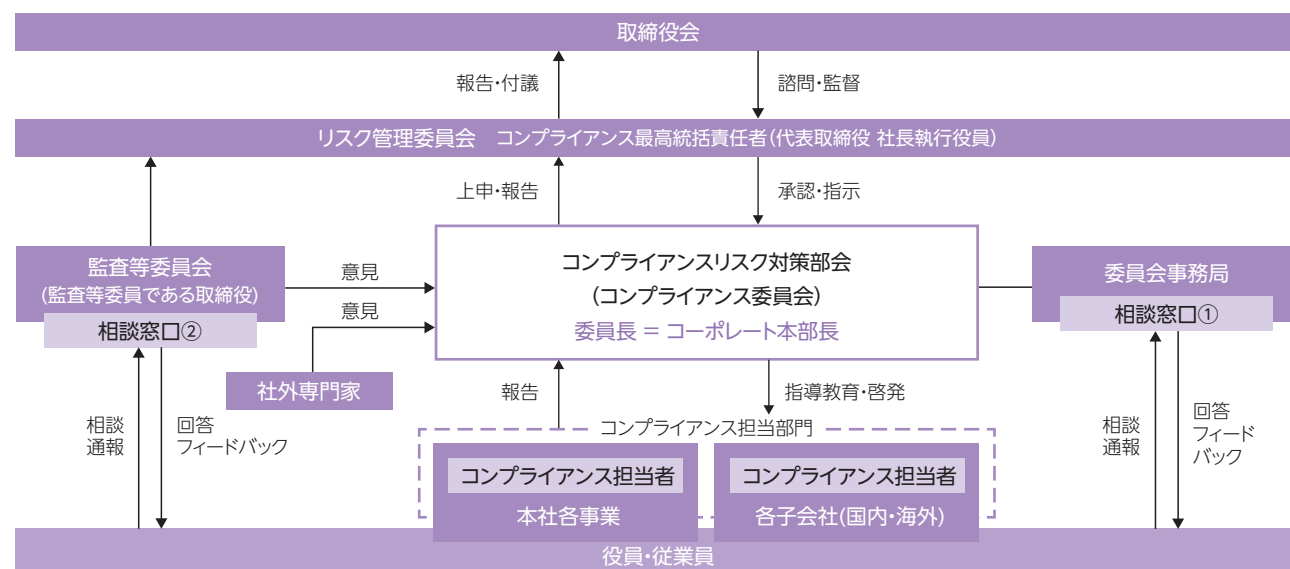 取締役会
報告・付議
諮問・監督
リスク管理委員会　コンプライアンス最高統括責任者(代表取締役 社長執行役員)
上申・報告
承認・指示
監査等委員会
(監査等委員である取締役)
相談窓口②
意見
意見
社外専門家
コンプライアンスリスク対策部会
(コンプライアンス委員会)
委員長 = コーポレート本部長
委員会事務局
相談窓口①
報告
指導教育・啓発
相談
通報
回答
フィードバック
コンプライアンス担当部門
コンプライアンス担当者
本社各事業
コンプライアンス担当者
各子会社(国内・海外)
相談
通報
回答
フィード
バック
役員・従業員